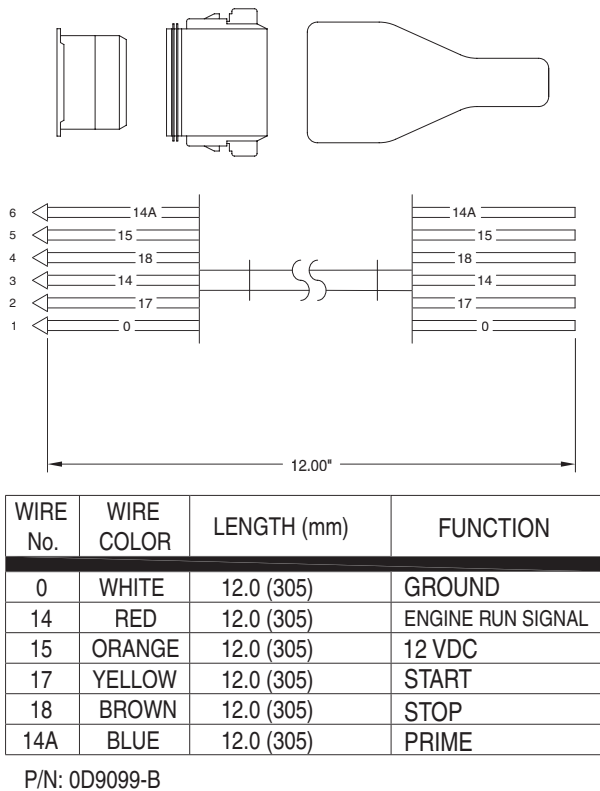 6 14A 14A
5 15 15
4 18 18
3 14 14
2 17 17
1 0 0
12.00"
WIRE No. WIRE COLOR LENGTH (mm) FUNCTION
0 WHITE 12.0 (305) GROUND
14 RED 12.0 (305) ENGINE RUN SIGNAL
15 ORANGE 12.0 (305) 12 VDC
17 YELLOW 12.0 (305) START
18 BROWN 12.0 (305) STOP
14A BLUE 12.0 (305) PRIME
P/N: 0D9099-B